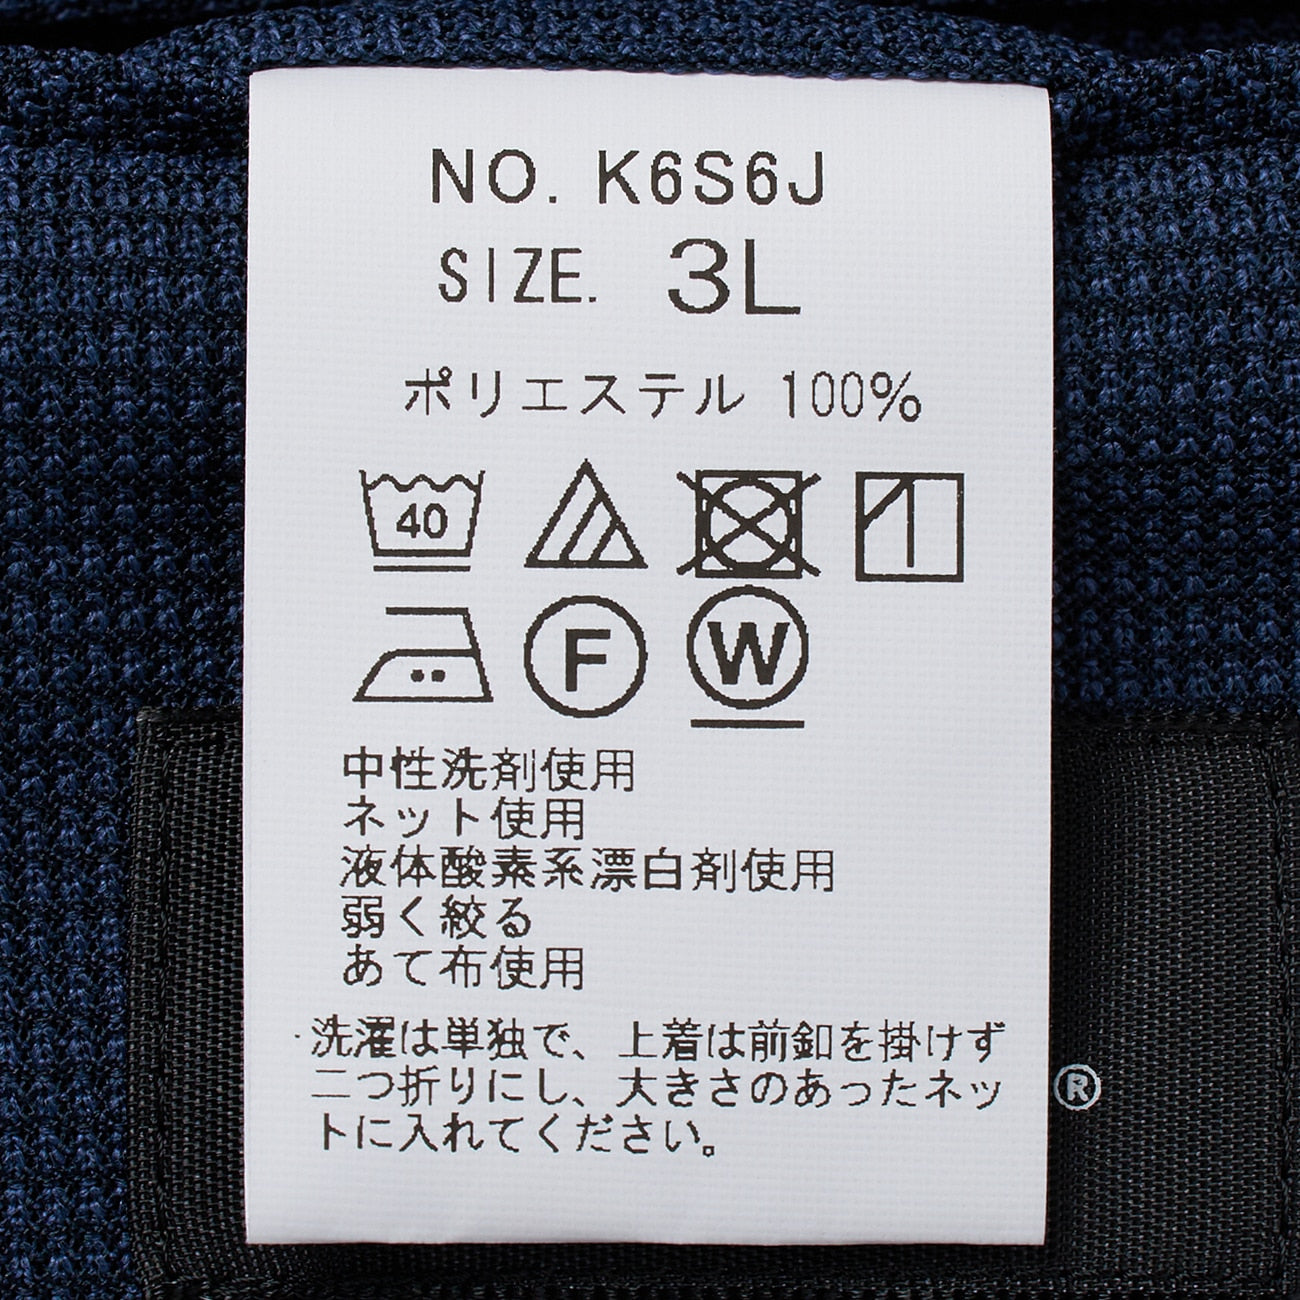 NO. K6S6J
SIZE. 3L
ポリエステル 100%
40
F W
中性洗剤使用
ネット使用
液体酸素系漂白剤使用
弱く絞る
あて布使用
洗濯は単独で、上着は前釦を掛けず
二つ折りにし、大きさのあったネッ
トに入れてください。
®